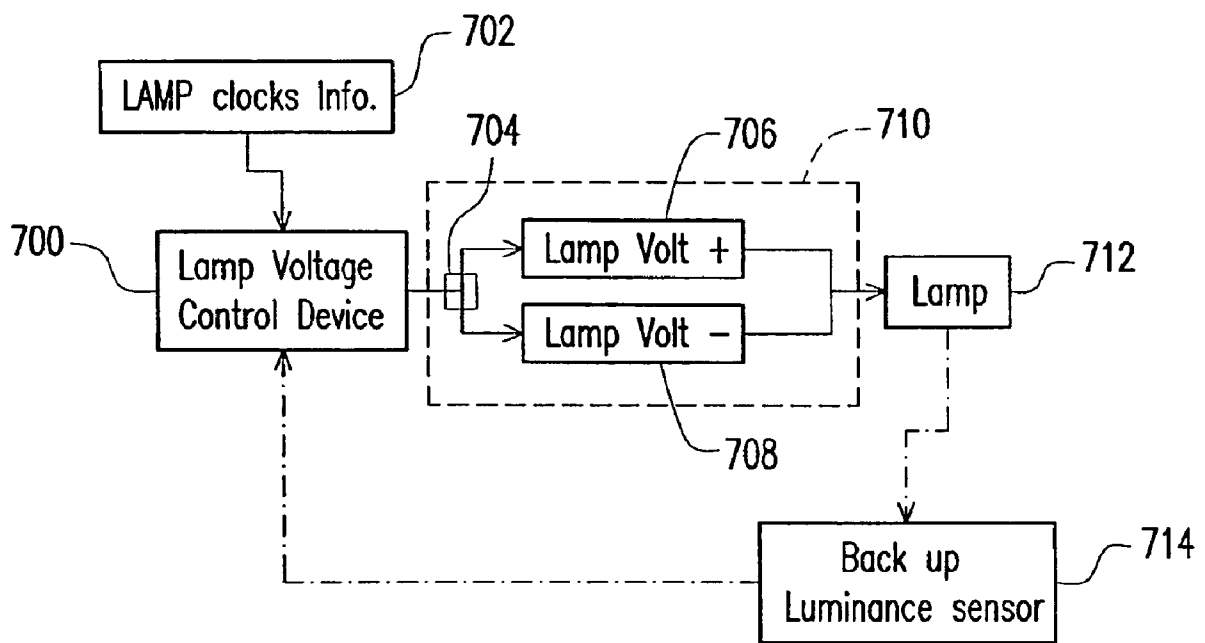 702
LAMP clocks Info.
704
706
710
700
Lamp Voltage
Control Device
Lamp Volt +
Lamp Volt -
Lamp
712
708
Back up
Luminance sensor
714